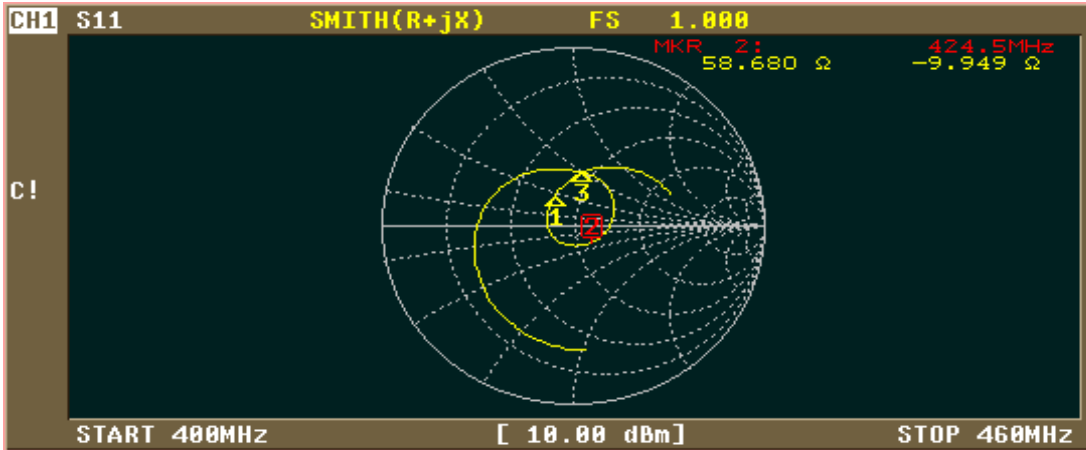 CH1 S11 SMITH(R+jX) FS 1.000
MKR 2: 424.5MHz
58.680 Ω -9.949 Ω
C!
3
1
2
START 400MHz [ 10.00 dBm] STOP 460MHz